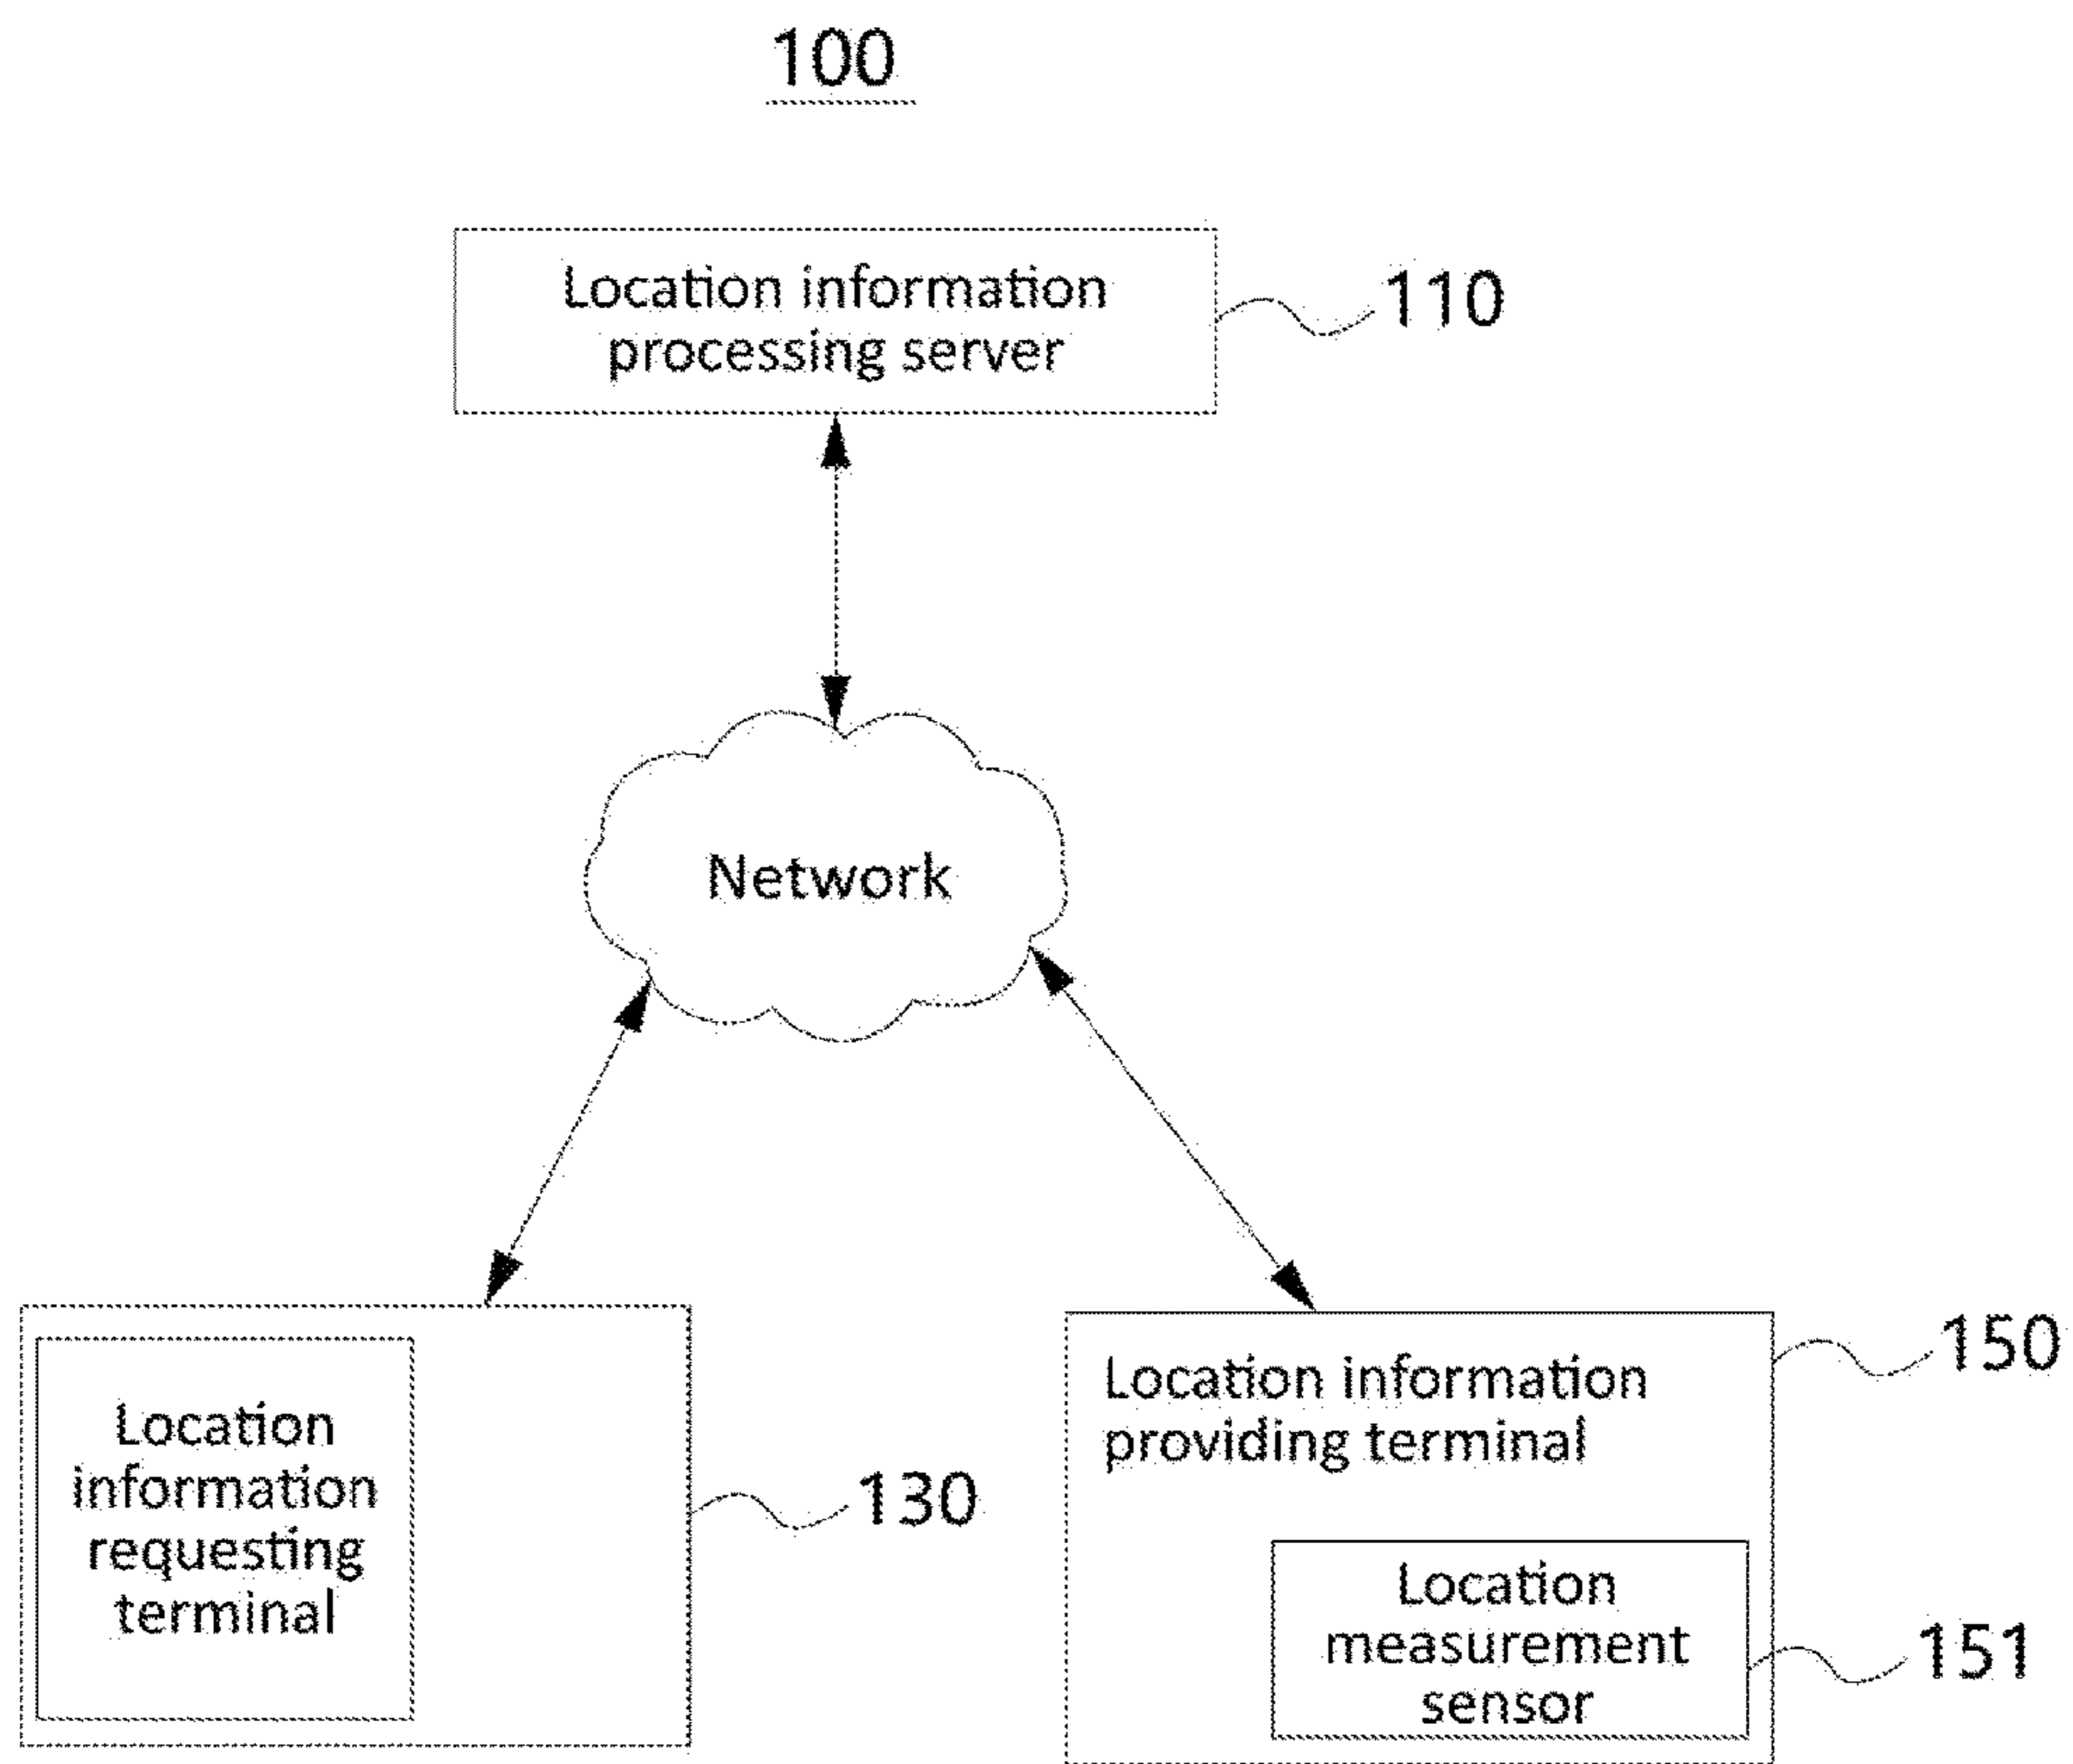 100
Location information
processing server
110
Network
Location
information
requesting
terminal
130
Location information
providing terminal
150
Location
measurement
sensor
151